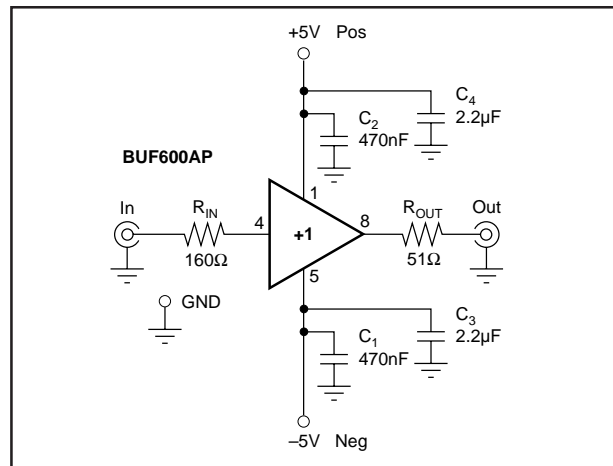 +5V Pos
C4
2.2µF
C2
470nF
BUF600AP
1
In
RIN
4
+1
8
ROUT
Out
160Ω
51Ω
5
GND
C3
2.2µF
C1
470nF
–5V Neg